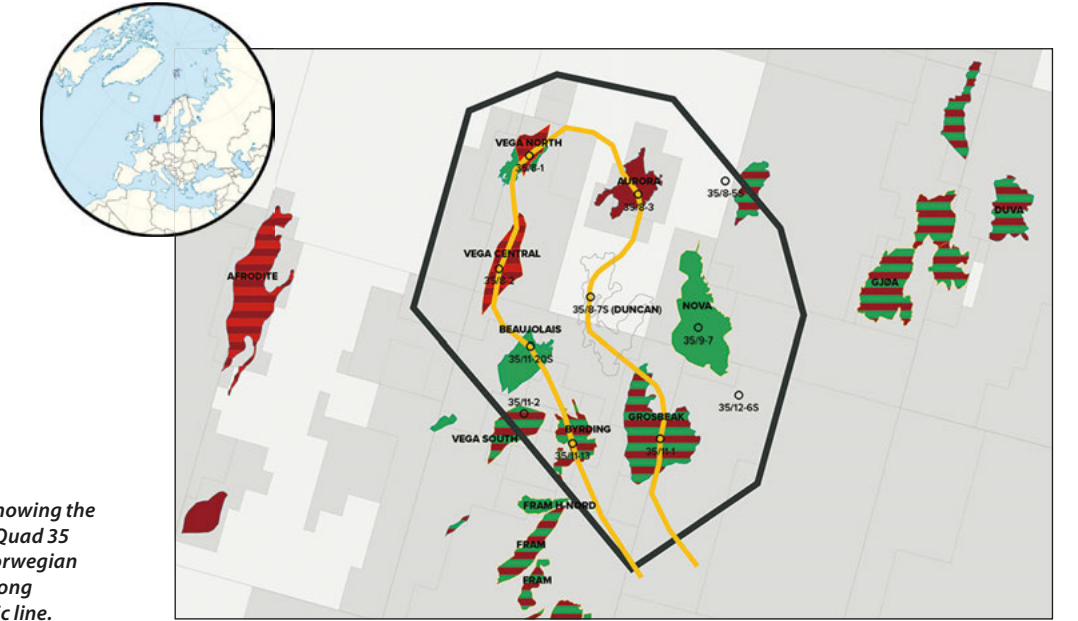 VEGA NORTH
35/8-1
AURORA
35/8-3
35/8-5S
DUVA
VEGA CENTRAL
35/8-2
AFRODITE
GJØA
35/8-7S (DUNCAN)
NOVA
35/9-7
BEAUJOLAIS
35/11-20S
35/11-2
35/12-6S
VEGA SOUTH
BYRDING
35/11-13
GROSBEAK
35/11-1
FRAM H-NORD
FRAM
FRAM
howing the
Quad 35
orwegian
ong
ic line.